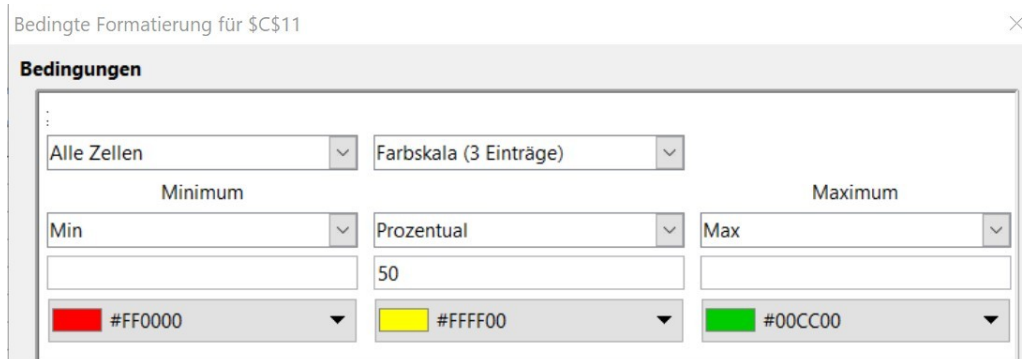 Bedingte Formatierung für $C$11
Bedingungen
:
Alle Zellen Farbskala (3 Einträge)
Minimum Maximum
Min Prozentual Max
50
#FF0000 #FFFF00 #00CC00